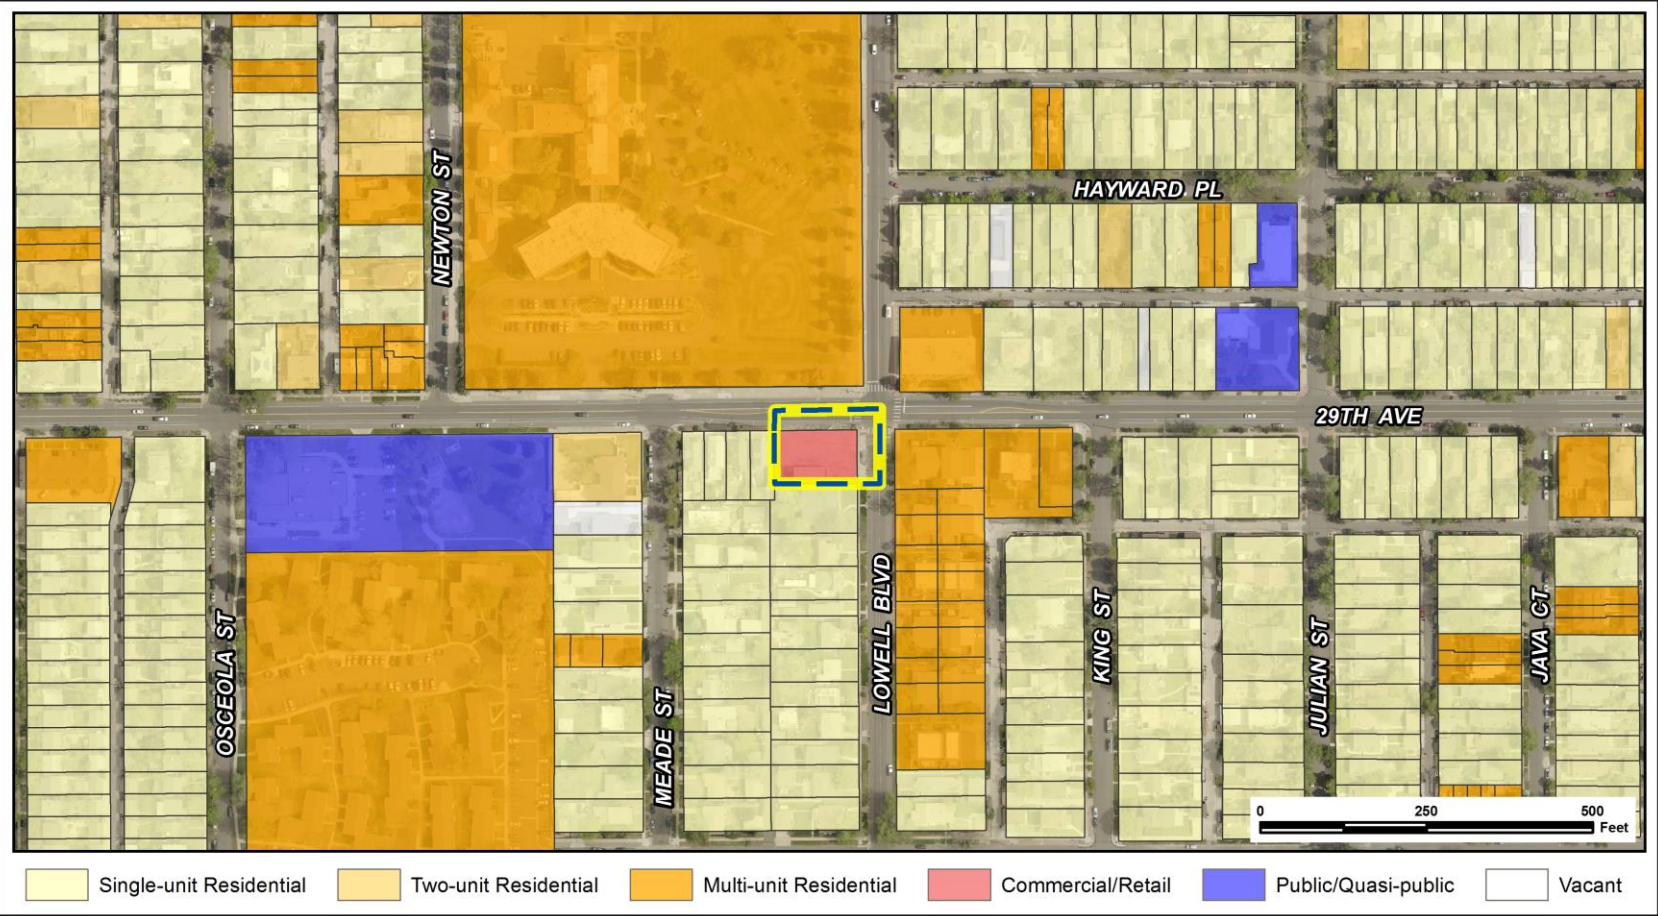 NEWTON ST
HAYWARD PL
29TH AVE
OSCEOLA ST
MEADE ST
LOWELL BLVD
KING ST
JULIAN ST
JAVA CT.
0 250 500
Feet
Single-unit Residential
Two-unit Residential
Multi-unit Residential
Commercial/Retail
Public/Quasi-public
Vacant